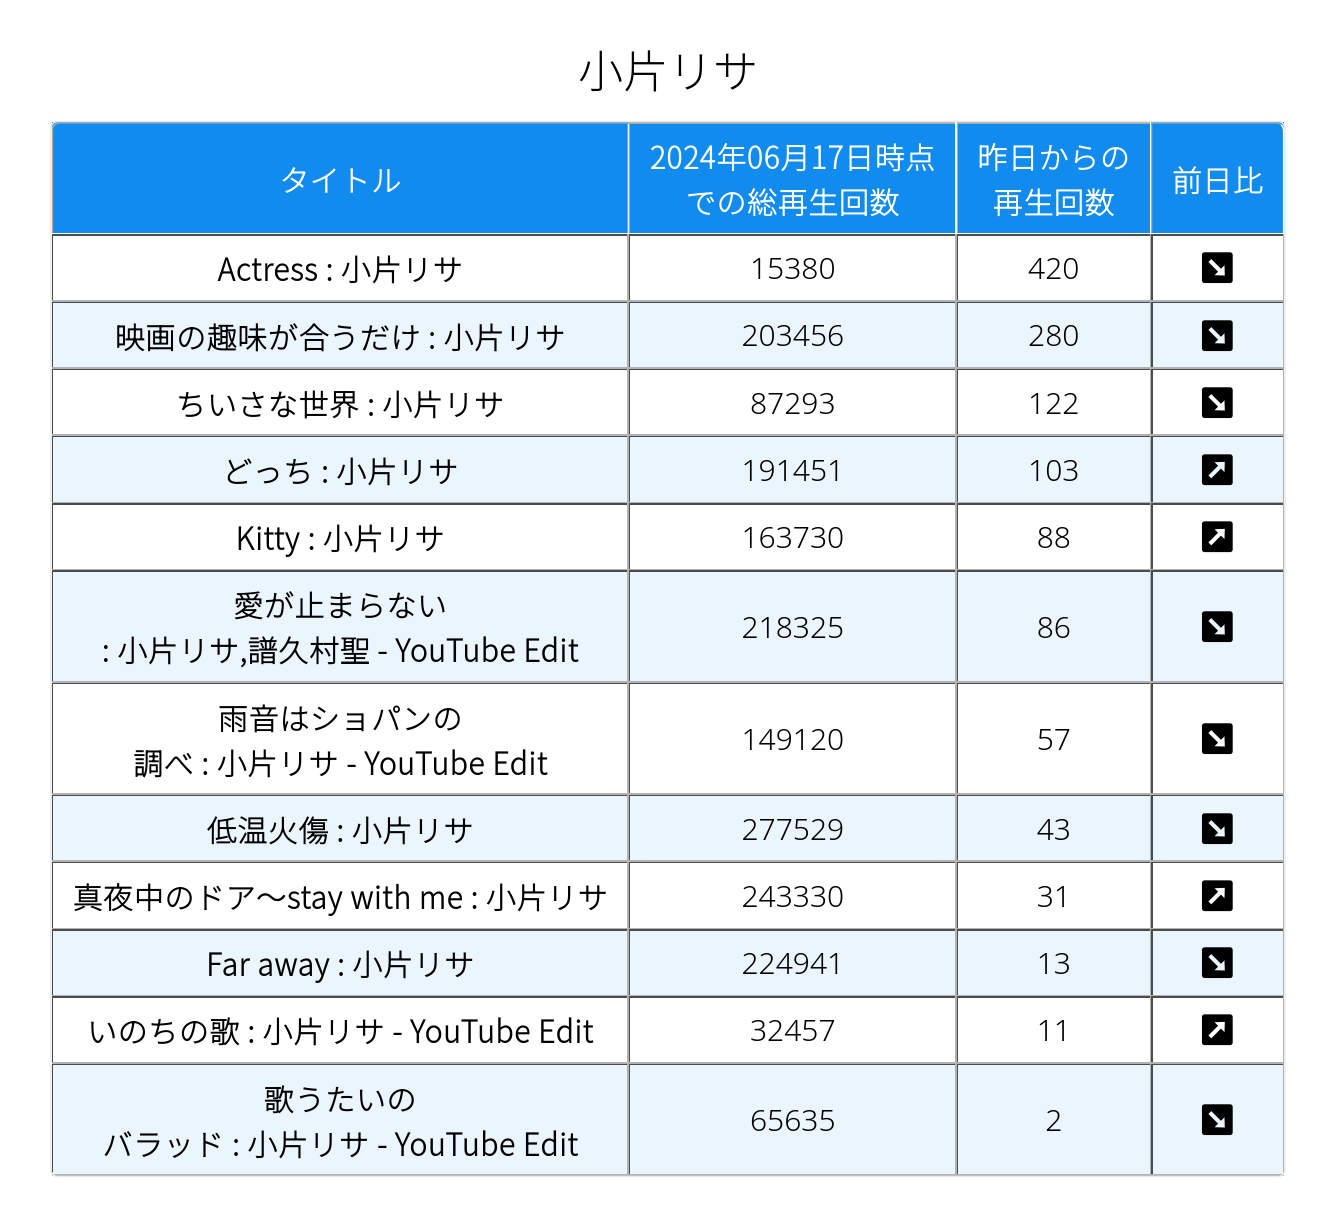 小片リサ
タイトル
2024年06月17日時点
での総再生回数
昨日からの
再生回数
前日比
Actress : 小片リサ
15380
420
映画の趣味が合うだけ : 小片リサ
203456
280
ちいさな世界 : 小片リサ
87293
122
どっち : 小片リサ
191451
103
Kitty : 小片リサ
163730
88
愛が止まらない
: 小片リサ,譜久村聖 - YouTube Edit
218325
86
雨音はショパンの
調べ : 小片リサ - YouTube Edit
149120
57
低温火傷 : 小片リサ
277529
43
真夜中のドア〜stay with me : 小片リサ
243330
31
Far away : 小片リサ
224941
13
いのちの歌 : 小片リサ - YouTube Edit
32457
11
歌うたいの
バラッド : 小片リサ - YouTube Edit
65635
2